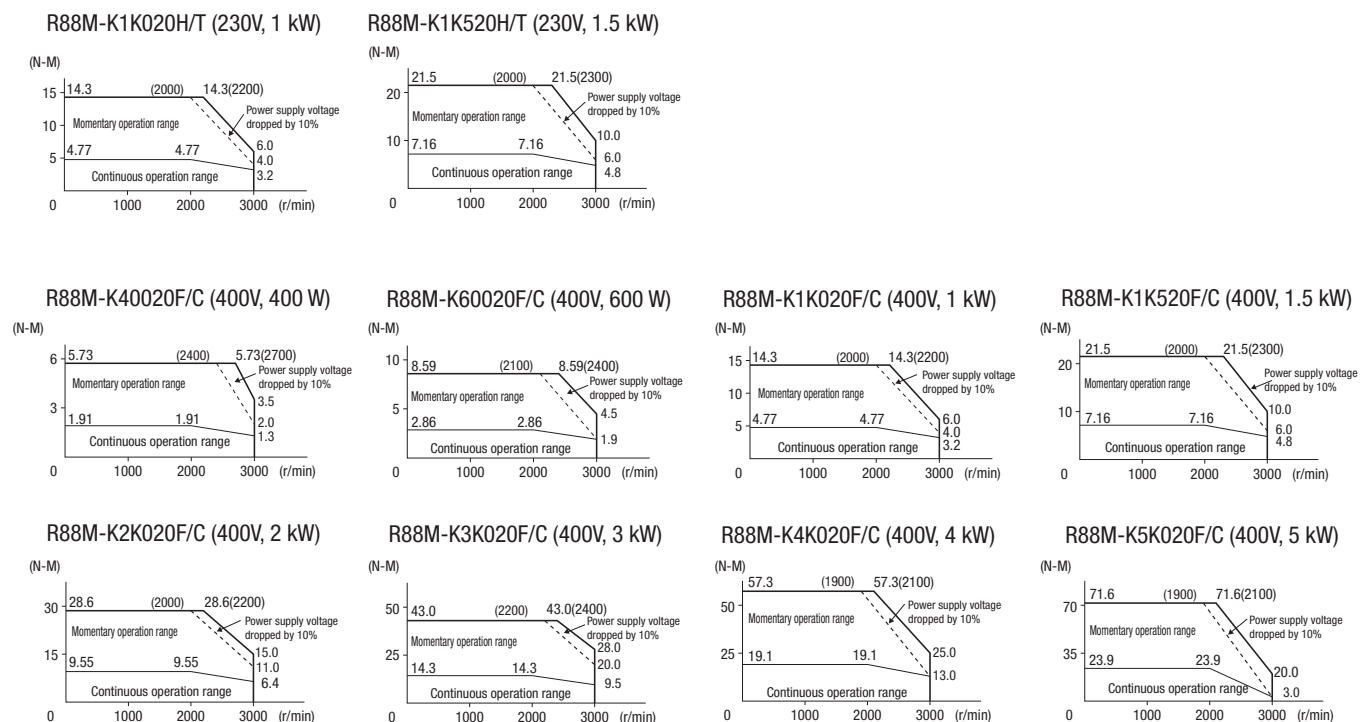 R88M-K1K020H/T (230V, 1 kW)
(N-M)
15
10
5
0
14.3
(2000)
14.3(2200)
Power supply voltage
dropped by 10%
Momentary operation range
4.77
4.77
6.0
4.0
3.2
Continuous operation range
1000
2000
3000
(r/min)
R88M-K1K520H/T (230V, 1.5 kW)
(N-M)
20
10
0
21.5
(2000)
21.5(2300)
Power supply voltage
dropped by 10%
Momentary operation range
7.16
7.16
10.0
6.0
4.8
Continuous operation range
1000
2000
3000
(r/min)
R88M-K40020F/C (400V, 400 W)
(N-M)
6
3
0
5.73
(2400)
5.73(2700)
Power supply voltage
dropped by 10%
Momentary operation range
1.91
1.91
3.5
2.0
1.3
Continuous operation range
1000
2000
3000
(r/min)
R88M-K60020F/C (400V, 600 W)
(N-M)
10
5
0
8.59
(2100)
8.59(2400)
Power supply voltage
dropped by 10%
Momentary operation range
2.86
2.86
4.5
1.9
Continuous operation range
1000
2000
3000
(r/min)
R88M-K1K020F/C (400V, 1 kW)
(N-M)
15
10
5
0
14.3
(2000)
14.3(2200)
Power supply voltage
dropped by 10%
Momentary operation range
4.77
4.77
6.0
4.0
3.2
Continuous operation range
1000
2000
3000
(r/min)
R88M-K1K520F/C (400V, 1.5 kW)
(N-M)
20
10
0
21.5
(2000)
21.5(2300)
Power supply voltage
dropped by 10%
Momentary operation range
7.16
7.16
10.0
6.0
4.8
Continuous operation range
1000
2000
3000
(r/min)
R88M-K2K020F/C (400V, 2 kW)
(N-M)
30
15
0
28.6
(2000)
28.6(2200)
Power supply voltage
dropped by 10%
Momentary operation range
9.55
9.55
15.0
11.0
6.4
Continuous operation range
1000
2000
3000
(r/min)
R88M-K3K020F/C (400V, 3 kW)
(N-M)
50
25
0
43.0
(2200)
43.0(2400)
Power supply voltage
dropped by 10%
Momentary operation range
14.3
14.3
28.0
20.0
9.5
Continuous operation range
1000
2000
3000
(r/min)
R88M-K4K020F/C (400V, 4 kW)
(N-M)
50
25
0
57.3
(1900)
57.3(2100)
Power supply voltage
dropped by 10%
Momentary operation range
19.1
19.1
25.0
13.0
Continuous operation range
1000
2000
3000
(r/min)
R88M-K5K020F/C (400V, 5 kW)
(N-M)
70
35
0
71.6
(1900)
71.6(2100)
Power supply voltage
dropped by 10%
Momentary operation range
23.9
23.9
20.0
3.0
Continuous operation range
1000
2000
3000
(r/min)